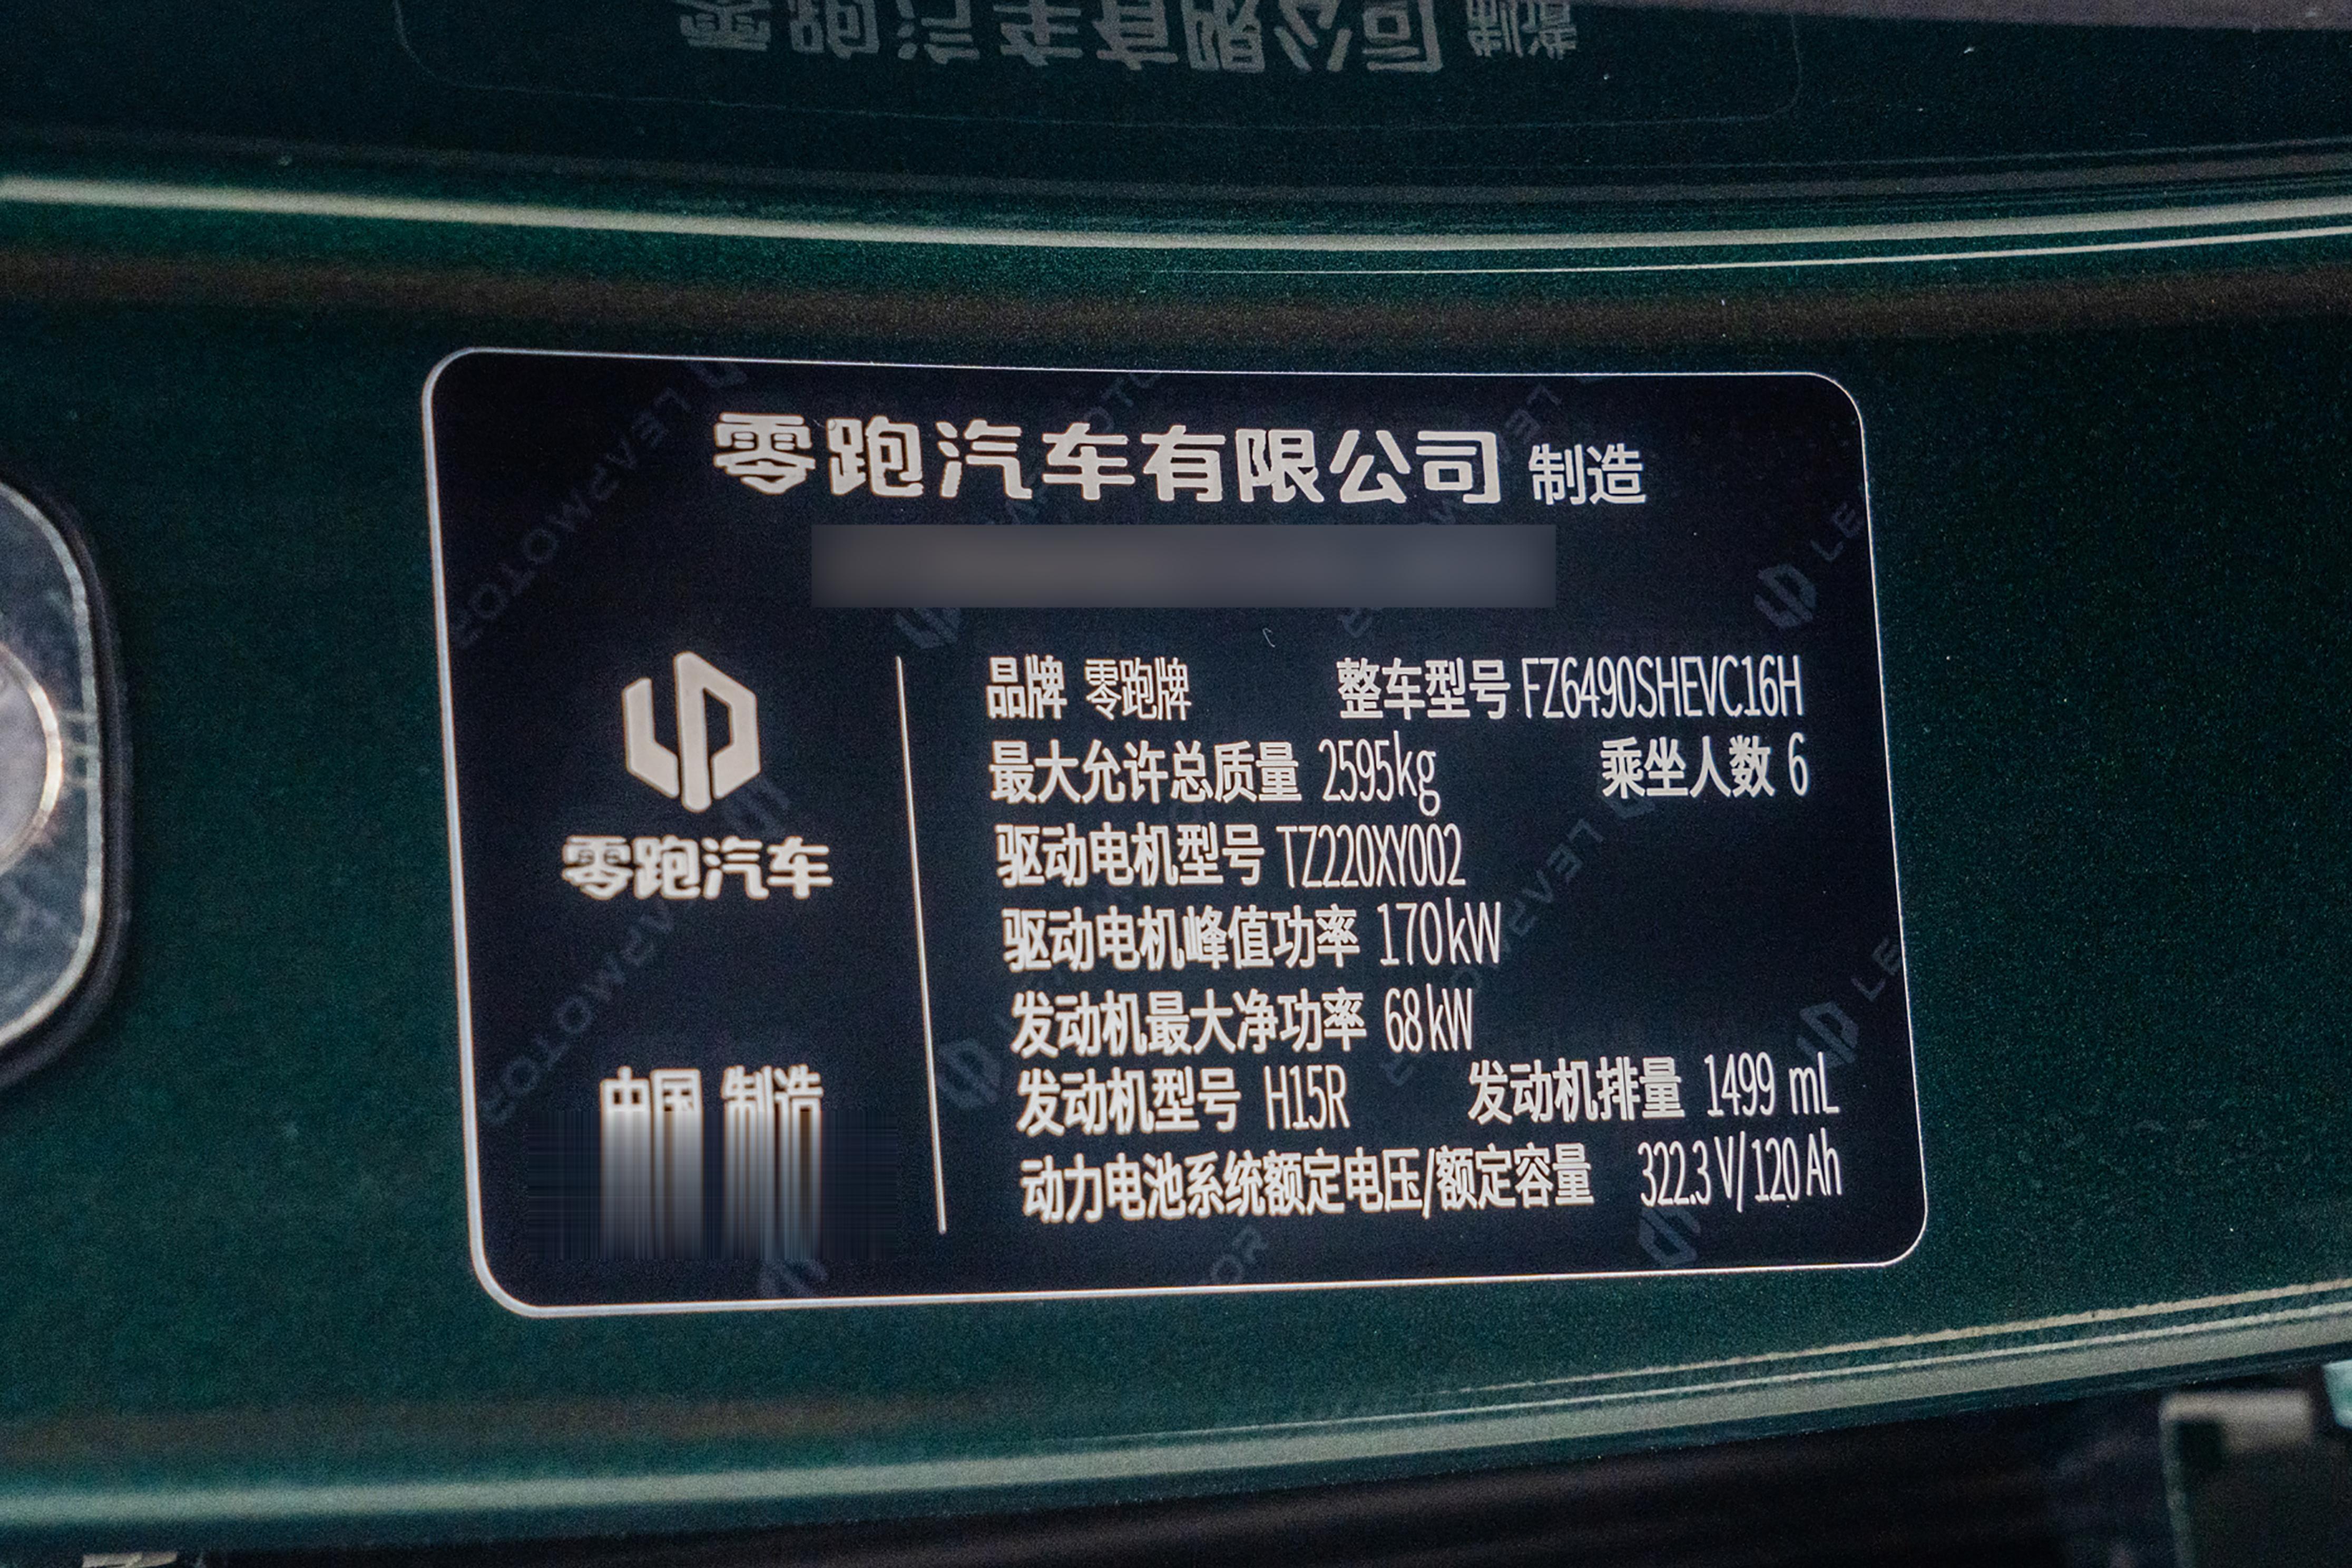 零跑汽车有限公司 制造
品牌 零跑牌 整车型号 FZ6490SHEVC16H
最大允许总质量 2595kg 乘坐人数 6
驱动电机型号 TZ220XY002
驱动电机峰值功率 170kW
发动机最大净功率 68kW
发动机型号 H15R 发动机排量 1499 mL
动力电池系统额定电压/额定容量 322.3V/120Ah
零跑汽车
中国 制造